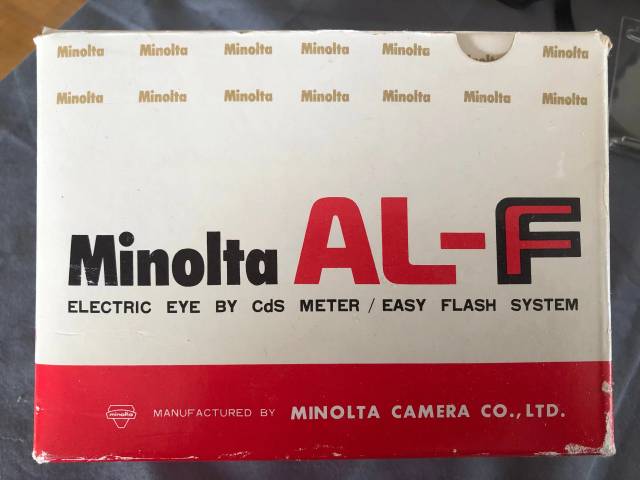 Minolta Minolta Minolta Minolta Minolta Minolta
Minolta Minolta Minolta Minolta Minolta Minolta Minolta
Minolta AL-F
ELECTRIC EYE BY CdS METER / EASY FLASH SYSTEM
minolta MANUFACTURED BY MINOLTA CAMERA CO., LTD.